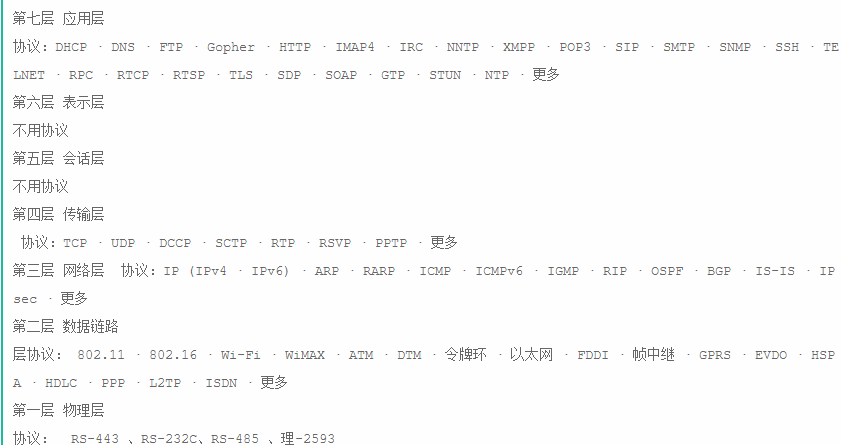 第七层 应用层
协议：DHCP · DNS · FTP · Gopher · HTTP · IMAP4 · IRC · NNTP · XMPP · POP3 · SIP · SMTP · SNMP · SSH · TE
LNET · RPC · RTCP · RTSP · TLS · SDP · SOAP · GTP · STUN · NTP · 更多
第六层 表示层
不用协议
第五层 会话层
不用协议
第四层 传输层
协议：TCP · UDP · DCCP · SCTP · RTP · RSVP · PPTP · 更多
第三层 网络层 协议：IP (IPv4 · IPv6) · ARP · RARP · ICMP · ICMPv6 · IGMP · RIP · OSPF · BGP · IS-IS · IP
sec · 更多
第二层 数据链路
层协议： 802.11 · 802.16 · Wi-Fi · WiMAX · ATM · DTM · 令牌环 · 以太网 · FDDI · 帧中继 · GPRS · EVDO · HSP
A · HDLC · PPP · L2TP · ISDN · 更多
第一层 物理层
协议： RS-443 、RS-232C、RS-485 、理-2593